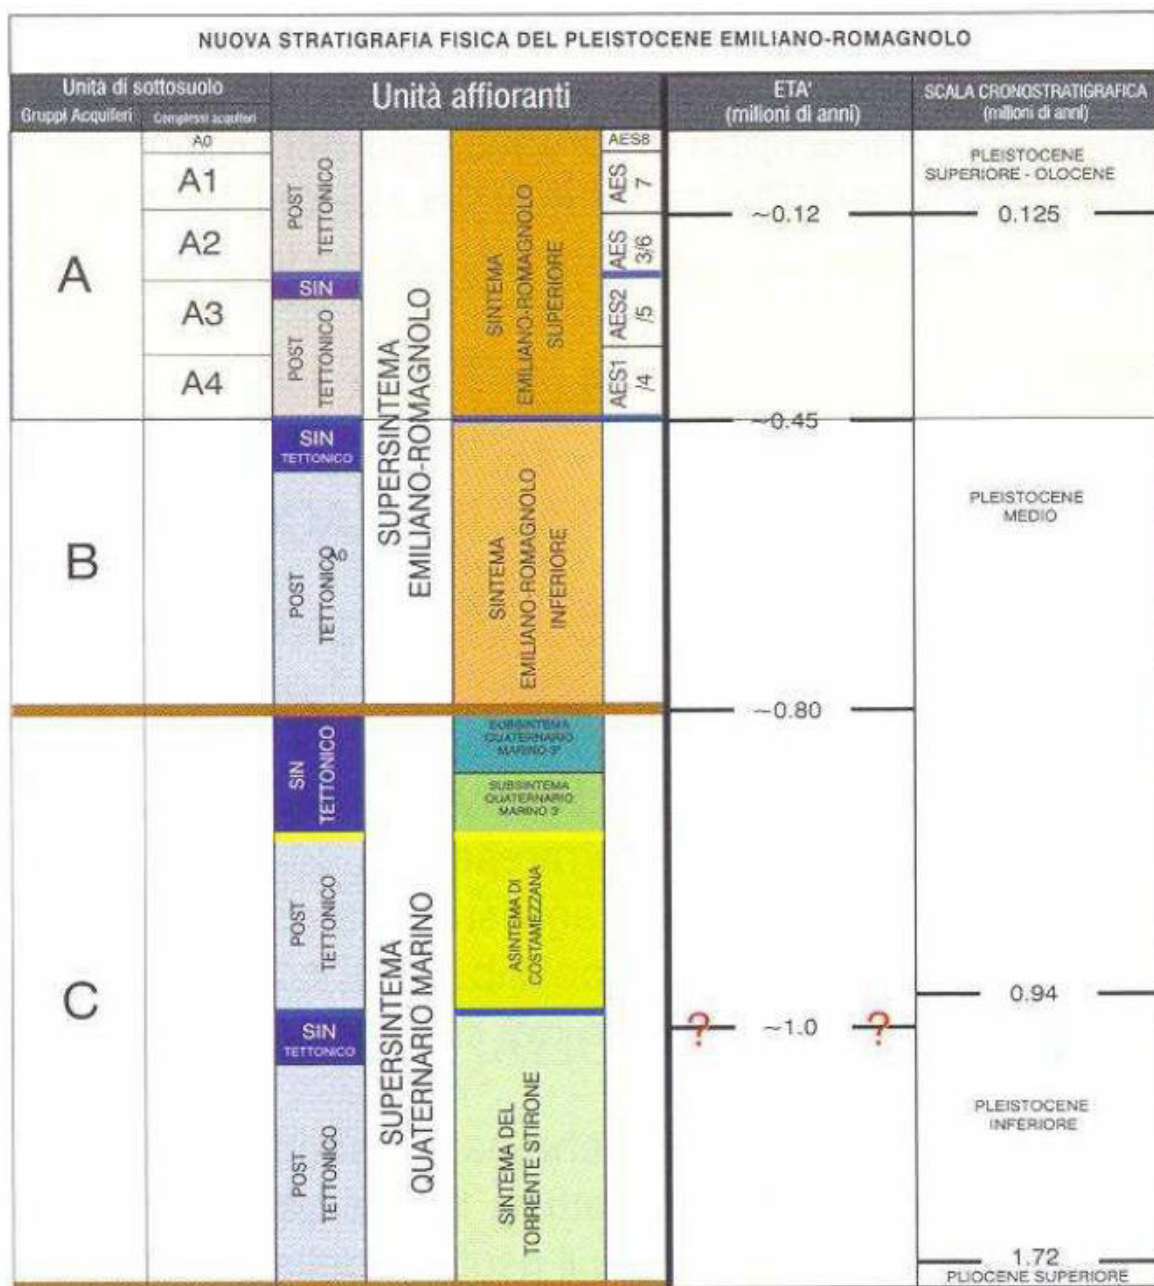 NUOVA STRATIGRAFIA FISICA DEL PLEISTOCENE EMILIANO-ROMAGNOLO
Unità di sottosuolo
Unità affioranti
ETA'
(milioni di anni)
SCALA CRONOSTRATIGRAFICA
(milioni di anni)
Gruppi Acquiferi
Complessi acquiferi
A
A0
A1
A2
A3
A4
POST
TETTONICO
SIN
POST
TETTONICO
SUPERSINTEMA
EMILIANO-ROMAGNOLO
SINTEMA
EMILIANO-ROMAGNOLO
SUPERIORE
AES8
AES
7
AES
3/6
AES2
/5
AES1
/4
~0.12
~0.45
PLEISTOCENE
SUPERIORE - OLOCENE
0.125
B
SIN
TETTONICO
POST
TETTONICO
A0
SINTEMA
EMILIANO-ROMAGNOLO
INFERIORE
~0.80
PLEISTOCENE
MEDIO
C
SIN
TETTONICO
POST
TETTONICO
SIN
TETTONICO
POST
TETTONICO
SUPERSINTEMA
QUATERNARIO MARINO
SUBSINTEMA
QUATERNARIO
MARINO 3"
SUBSINTEMA
QUATERNARIO
MARINO 3'
ASINTEMA DI
COSTAMEZZANA
SINTEMA DEL
TORRENTE STIRONE
? ~1.0 ?
0.94
PLEISTOCENE
INFERIORE
1.72
PLIOCENE SUPERIORE